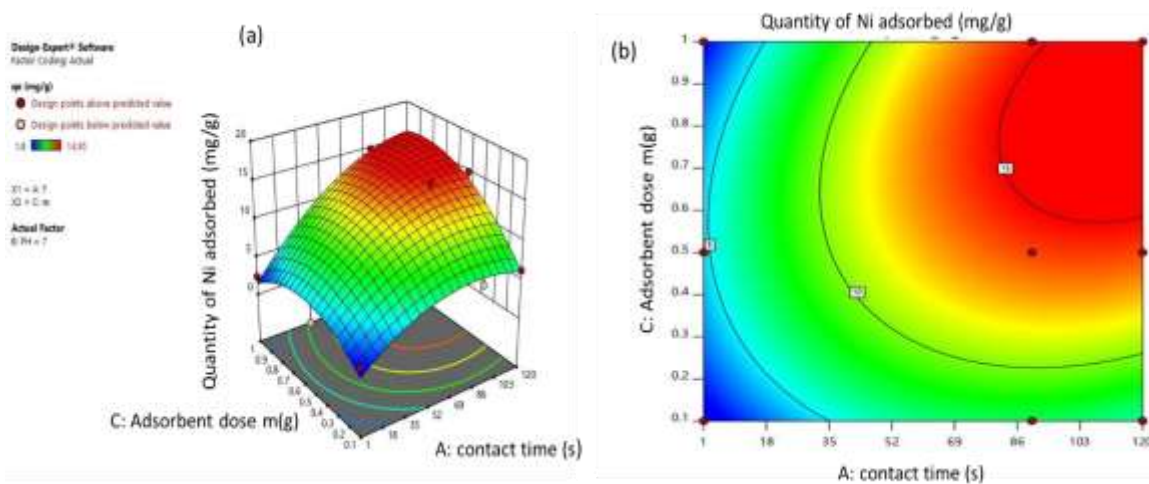 (a)
Design-Expert® Software
Factor Coding: Actual
qe (mg/g)
Design points above predicted value
Design points below predicted value
X2 = C: m
Actual Factor
Quantity of Ni adsorbed (mg/g)
20
15
10
5
0
1
0.9
0.8
0.7
0.6
0.5
0.4
0.3
0.2
0.1
C: Adsorbent dose m(g)
1
18
35
52
69
86
103
120
A: contact time (s)
Quantity of Ni adsorbed (mg/g)
(b)
C: Adsorbent dose m(g)
1
0.9
0.8
0.7
0.6
0.5
0.4
0.3
0.2
0.1
10
1
18
35
52
69
86
103
120
A: contact time (s)